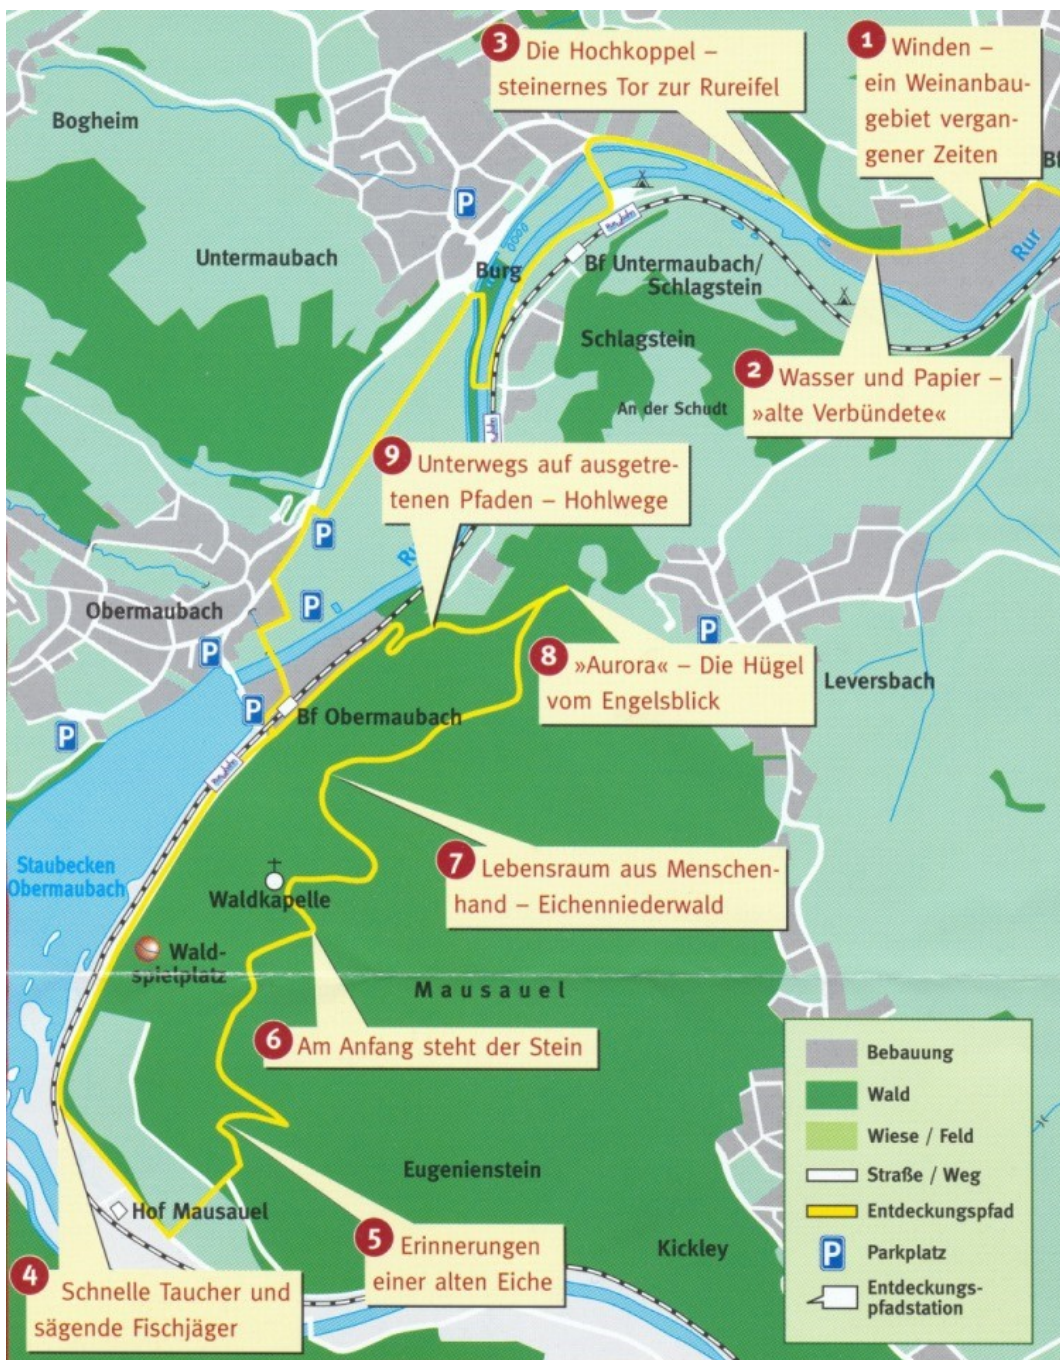 3 Die Hochkoppel –
steinernes Tor zur Rureifel
1 Winden –
ein Weinanbau-
gebiet vergan-
gener Zeiten
Bogheim
Bf
P
Untermaubach
Burg
Bf Untermaubach/
Schlagstein
Rur
Schlagstein
2 Wasser und Papier –
»alte Verbündete«
An der Schudt
9 Unterwegs auf ausgetre-
tenen Pfaden – Hohlwege
P
Obermaubach
P
P
P
8 »Aurora« – Die Hügel
vom Engelsblick
Leversbach
P
Bf Obermaubach
P
Staubecken
Obermaubach
7 Lebensraum aus Menschen-
hand – Eichenniederwald
Waldkapelle
Wald-
spielplatz
Mausauel
6 Am Anfang steht der Stein
Bebauung
Wald
Wiese / Feld
Straße / Weg
Entdeckungspfad
P Parkplatz
Entdeckungs-
pfadstation
Eugenienstein
Hof Mausauel
5 Erinnerungen
einer alten Eiche
Kickley
4 Schnelle Taucher und
sägende Fischjäger